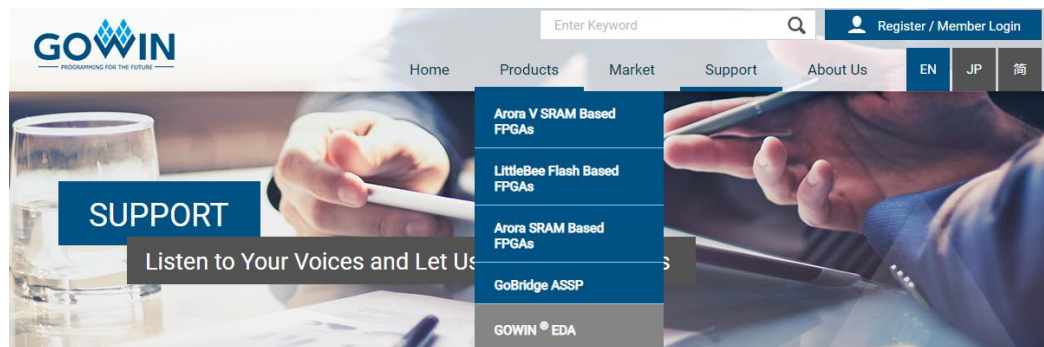 Enter Keyword
Register / Member Login
GOWIN
PROGRAMMING FOR THE FUTURE
Home Products Market Support About Us EN JP 简
Arora V SRAM Based
FPGAs
LittleBee Flash Based
FPGAs
SUPPORT
Arora SRAM Based
FPGAs
Listen to Your Voices and Let Us
GoBridge ASSP
GOWIN ® EDA